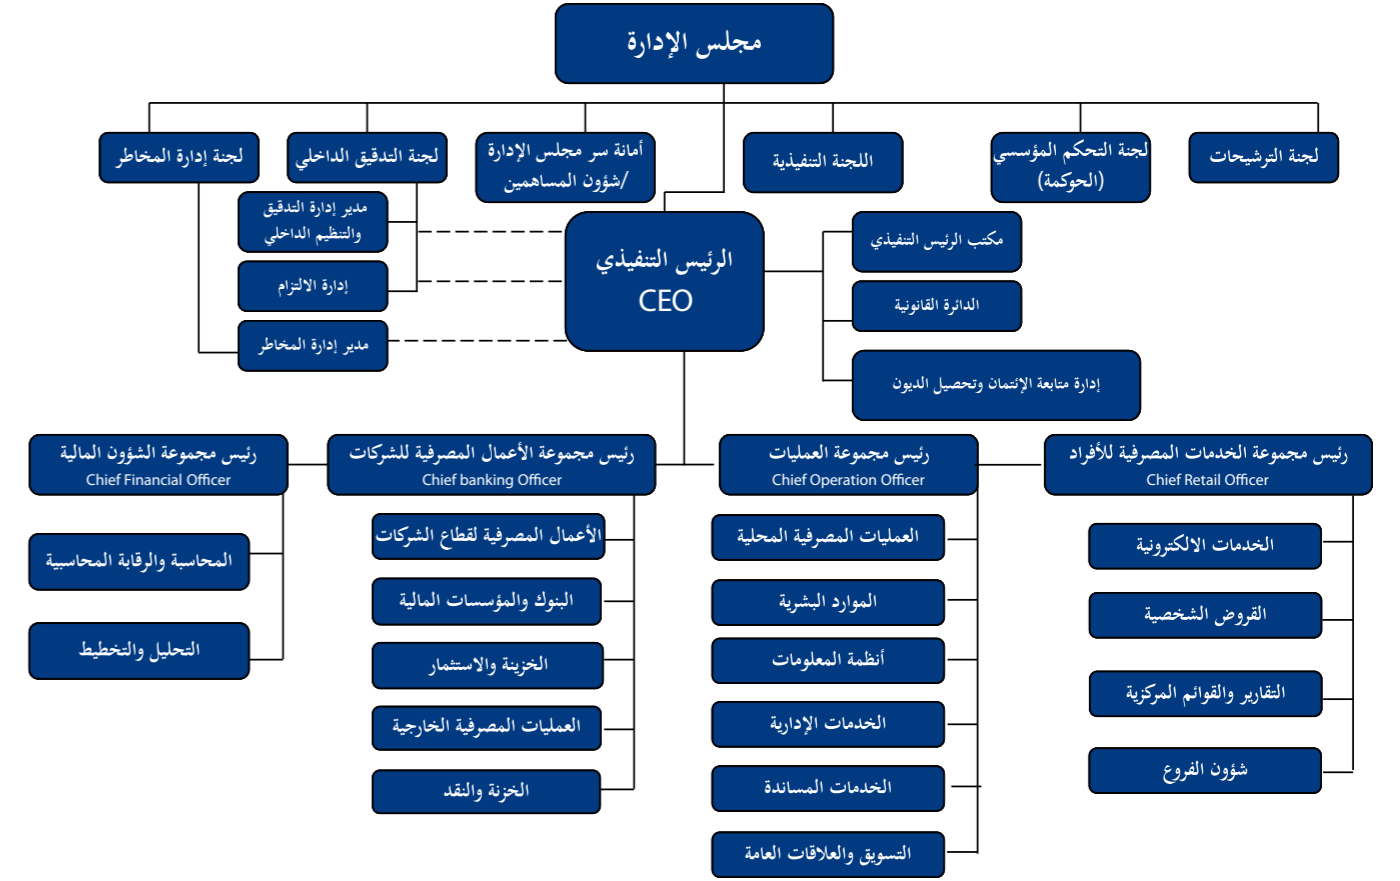 مجلس الإدارة
لجنة الترشيحات
لجنة التحكم المؤسسي
(الحوكمة)
اللجنة التنفيذية
أمانة سر مجلس الإدارة
/شؤون المساهمين
لجنة التدقيق الداخلي
لجنة إدارة المخاطر
مدير إدارة التدقيق
والتنظيم الداخلي
إدارة الالتزام
مدير إدارة المخاطر
الرئيس التنفيذي
CEO
مكتب الرئيس التنفيذي
الدائرة القانونية
إدارة متابعة الإئتمان وتحصيل الديون
رئيس مجموعة الخدمات المصرفية للأفراد
Chief Retail Officer
الخدمات الالكترونية
القروض الشخصية
التقارير والقوائم المركزية
شؤون الفروع
رئيس مجموعة العمليات
Chief Operation Officer
العمليات المصرفية المحلية
الموارد البشرية
أنظمة المعلومات
الخدمات الإدارية
الخدمات المساندة
التسويق والعلاقات العامة
رئيس مجموعة الأعمال المصرفية للشركات
Chief banking Officer
الأعمال المصرفية لقطاع الشركات
البنوك والمؤسسات المالية
الخزينة والاستثمار
العمليات المصرفية الخارجية
الخزنة والنقد
رئيس مجموعة الشؤون المالية
Chief Financial Officer
المحاسبة والرقابة المحاسبية
التحليل والتخطيط